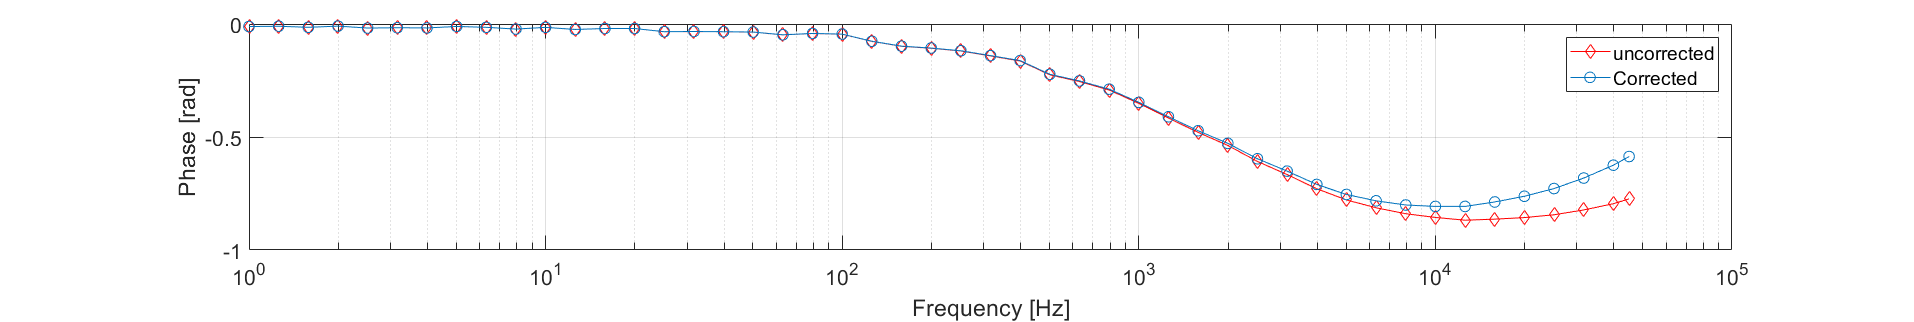 0
-0.5
-1
Phase [rad]
uncorrected
Corrected
10^0 10^1 10^2 10^3 10^4 10^5
Frequency [Hz]